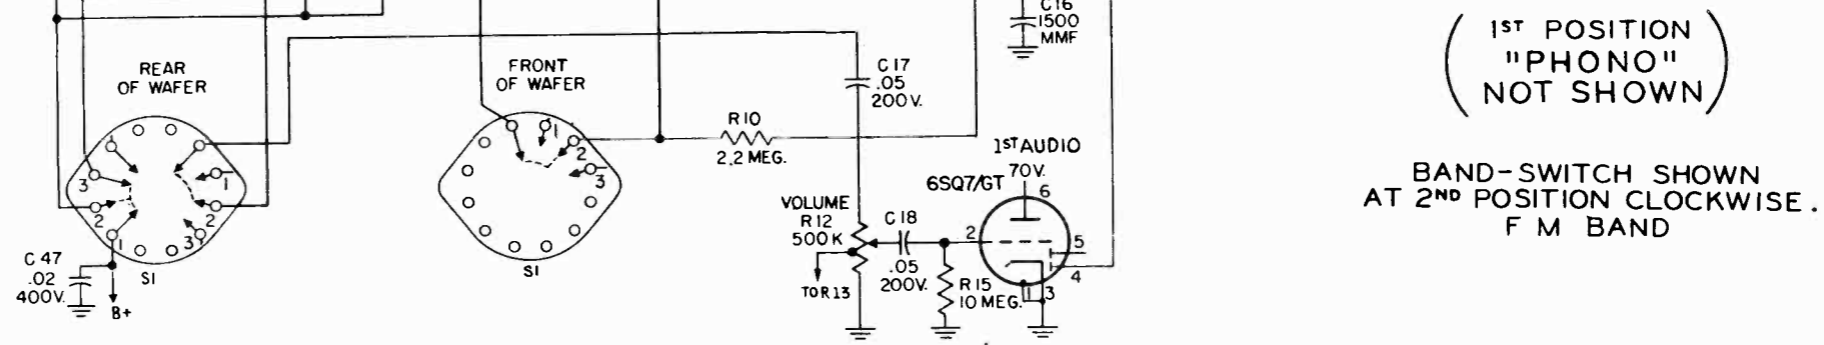 C16
1500
MMF
1ST POSITION
"PHONO"
NOT SHOWN
REAR
OF WAFER
FRONT
OF WAFER
C17
.05
200V.
R10
2.2 MEG.
1ST AUDIO
70V.
6SQ7/GT
6
BAND-SWITCH SHOWN
AT 2ND POSITION CLOCKWISE.
F M BAND
1
3
2
1
1
2
3
S1
C47
.02
400V.
B+
1
2
3
S1
VOLUME
R12
500K
TO R13
C18
.05
200V.
2
5
4
R15
10 MEG.
1
3